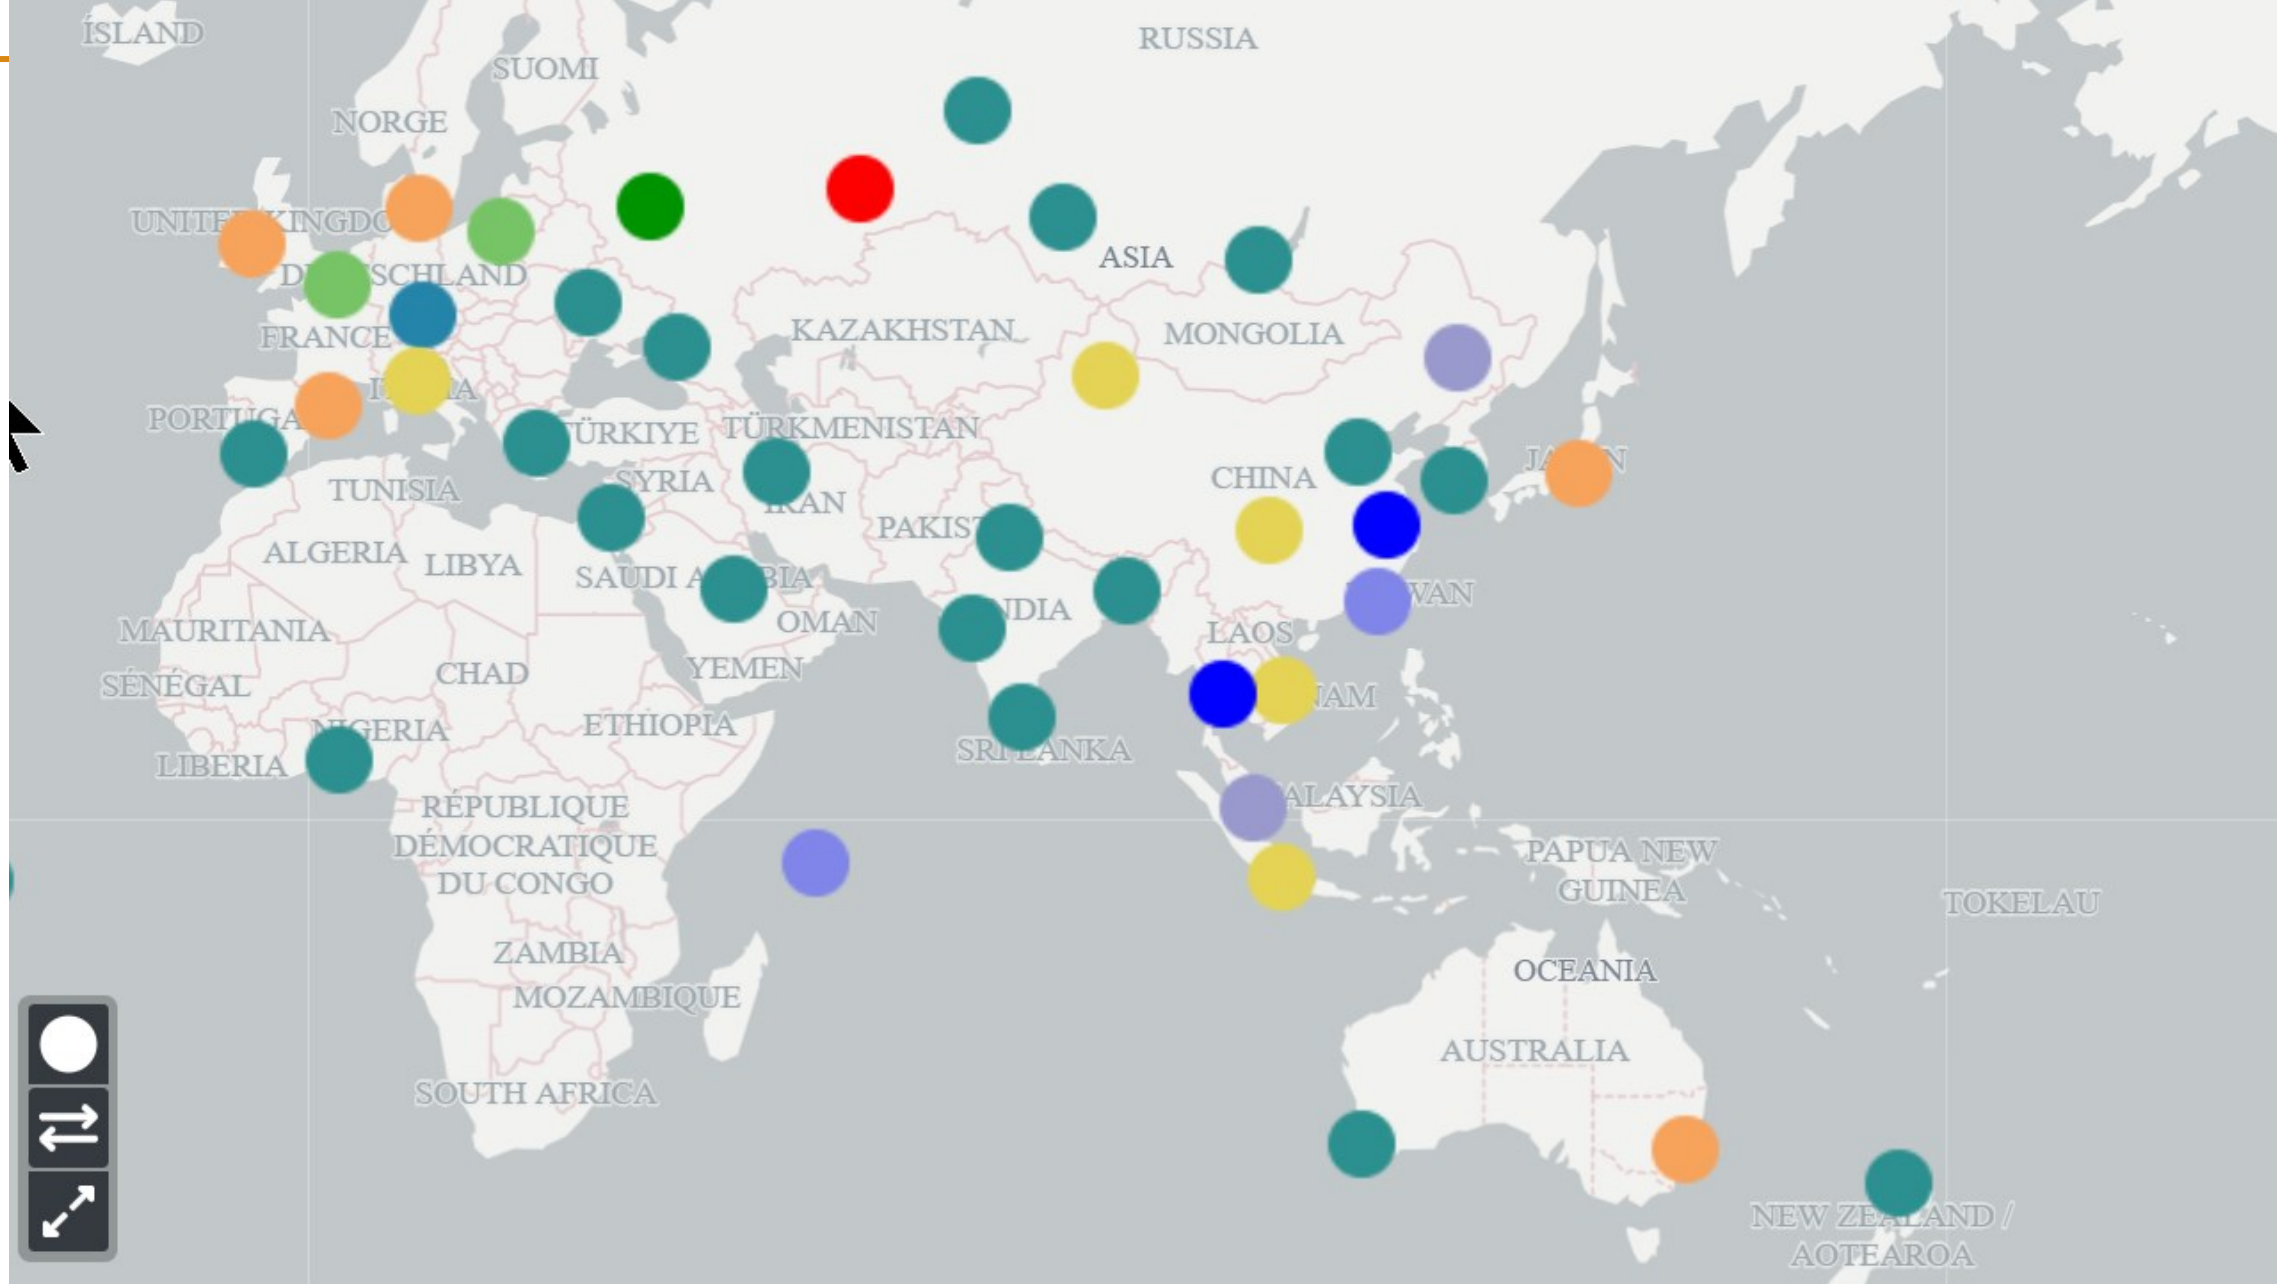 ÍSLAND
RUSSIA
SUOMI
NORGE
ASIA
FRANCE
KAZAKHSTAN
MONGOLIA
TÜRKMENISTAN
SYRIA
CHINA
TUNISIA
ALGERIA
LIBYA
OMAN
MAURITANIA
LAOS
YEMEN
CHAD
SÉNÉGAL
ETHIOPIA
LIBERIA
RÉPUBLIQUE
DÉMOCRATIQUE
DU CONGO
PAPUA NEW
GUINEA
TOKELAU
ZAMBIA
OCEANIA
MOZAMBIQUE
AUSTRALIA
SOUTH AFRICA
NEW ZEALAND /
AOTEAROA